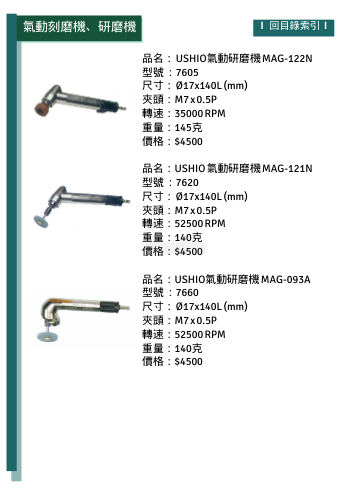 氣動刻磨機、研磨機
I 回目錄索引 I
品名：USHIO氣動研磨機MAG-122N
型號：7605
尺寸：Ø17x140L(mm)
夾頭：M7x0.5P
轉速：35000RPM
重量：145克
價格：$4500
品名：USHIO氣動研磨機MAG-121N
型號：7620
尺寸：Ø17x140L(mm)
夾頭：M7x0.5P
轉速：52500RPM
重量：140克
價格：$4500
品名：USHIO氣動研磨機MAG-093A
型號：7660
尺寸：Ø17x140L(mm)
夾頭：M7x0.5P
轉速：52500RPM
重量：140克
價格：$4500